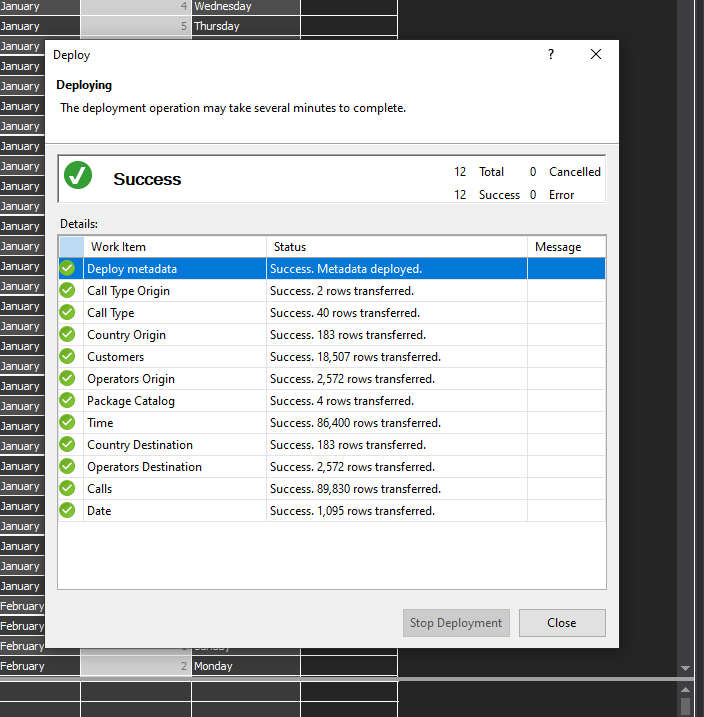 January 4 Wednesday
January 5 Thursday
January
Deploy ? 
January
Deploying
January
The deployment operation may take several minutes to complete.
January
January
January
12 Total 0 Cancelled
January
Success
January
12 Success 0 Error
January
Details:
January
Work Item Status Message
January
Deploy metadata Success. Metadata deployed.
January
Call Type Origin Success. 2 rows transferred.
January
Call Type Success. 40 rows transferred.
January
Country Origin Success. 183 rows transferred.
January
Customers Success. 18,507 rows transferred.
January
Operators Origin Success. 2,572 rows transferred.
January
Package Catalog Success. 4 rows transferred.
January
Time Success. 86,400 rows transferred.
January
Country Destination Success. 183 rows transferred.
January
Operators Destination Success. 2,572 rows transferred.
January
Calls Success. 89,830 rows transferred.
January
Date Success. 1,095 rows transferred.
January
January
January
January
February
February
Stop Deployment Close
February Sunday
February 2 Monday